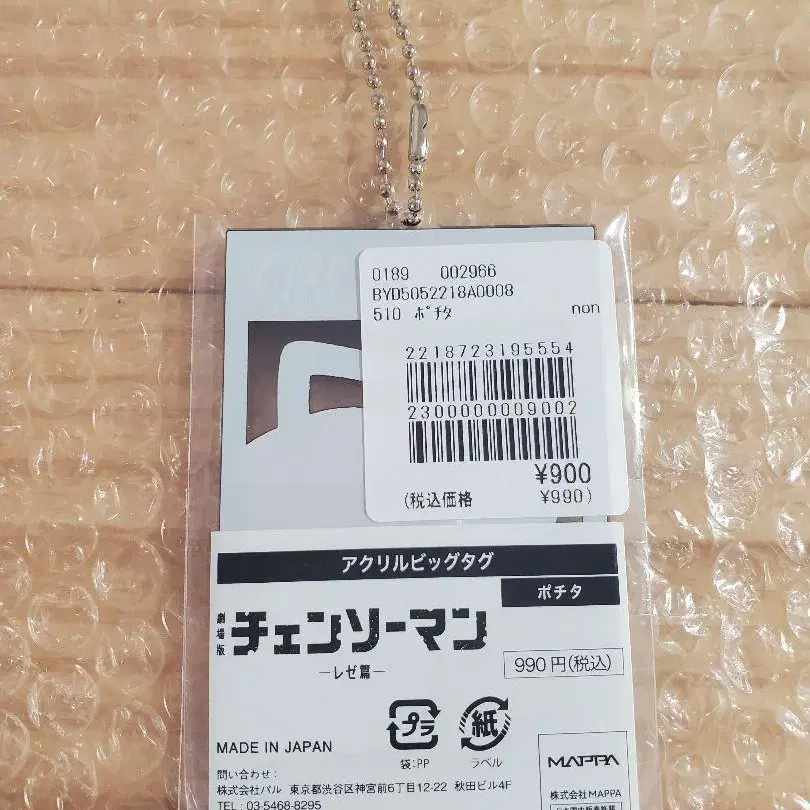 0189 002966
BYD5052218A0008
510 ﾎﾟﾁﾀ non
2218723195554
2300000009002
¥900
(税込価格 ¥990)
アクリルビッグタグ
ポチタ
劇場版 チェンソーマン
ーレゼ篇ー
990円(税込)
プラ 紙
袋:PP ラベル
MADE IN JAPAN
MAPPA
問い合わせ:
株式会社パル 東京都渋谷区神宮前6丁目12-22 秋田ビル4F
株式会社MAPPA
TEL:03-5468-8295